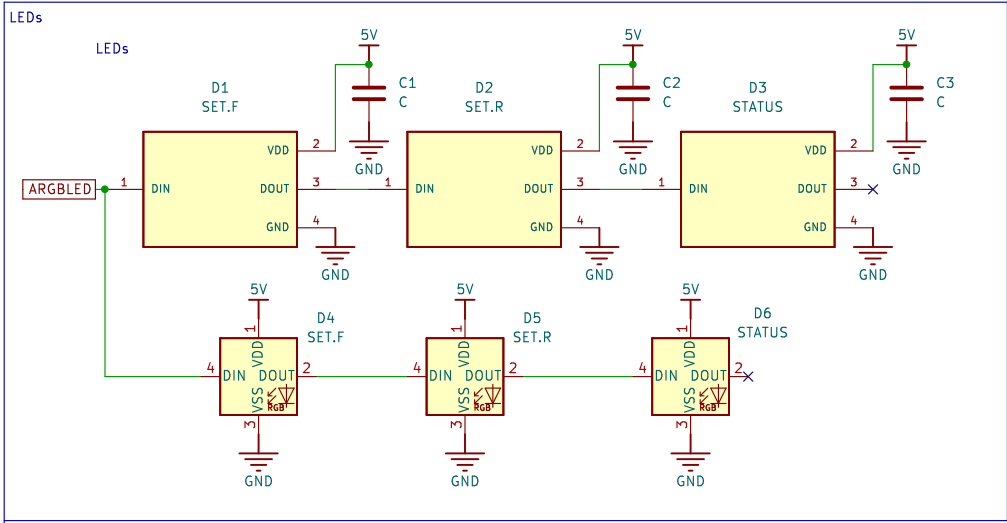 LEDs
LEDs
5V
5V
5V
D1
SET.F
C1
C
D2
SET.R
C2
C
D3
STATUS
C3
C
VDD
2
GND
VDD
2
GND
VDD
2
GND
ARGBLED
1
DIN
DOUT
3
1
DIN
DOUT
3
1
DIN
DOUT
3
GND
4
GND
GND
4
GND
GND
4
GND
5V
D4
SET.F
5V
D5
SET.R
5V
D6
STATUS
1
VDD
4
DIN
DOUT
2
VSS
RGB
3
GND
1
VDD
4
DIN
DOUT
2
VSS
RGB
3
GND
1
VDD
4
DIN
DOUT
2
VSS
RGB
3
GND